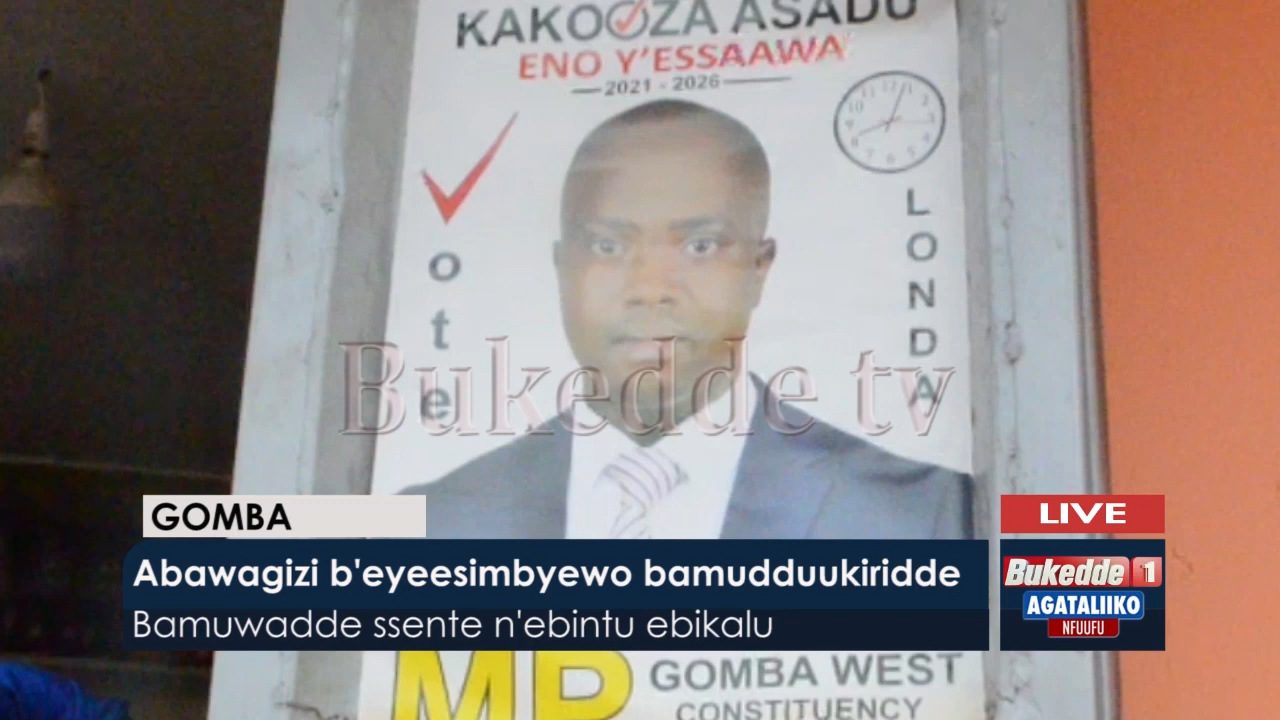 KAKOOZA ASADU
ENO Y'ESSAAWA
2021 - 2026
Vote
LONDA
Bukedde tv
GOMBA
LIVE
Abawagizi b'eyeesimbyewo bamudduukiridde
Bamuwadde ssente n'ebintu ebikalu
Bukedde 1
AGATALIIKO
NFUUFU
MP
GOMBA WEST
CONSTITUENCY